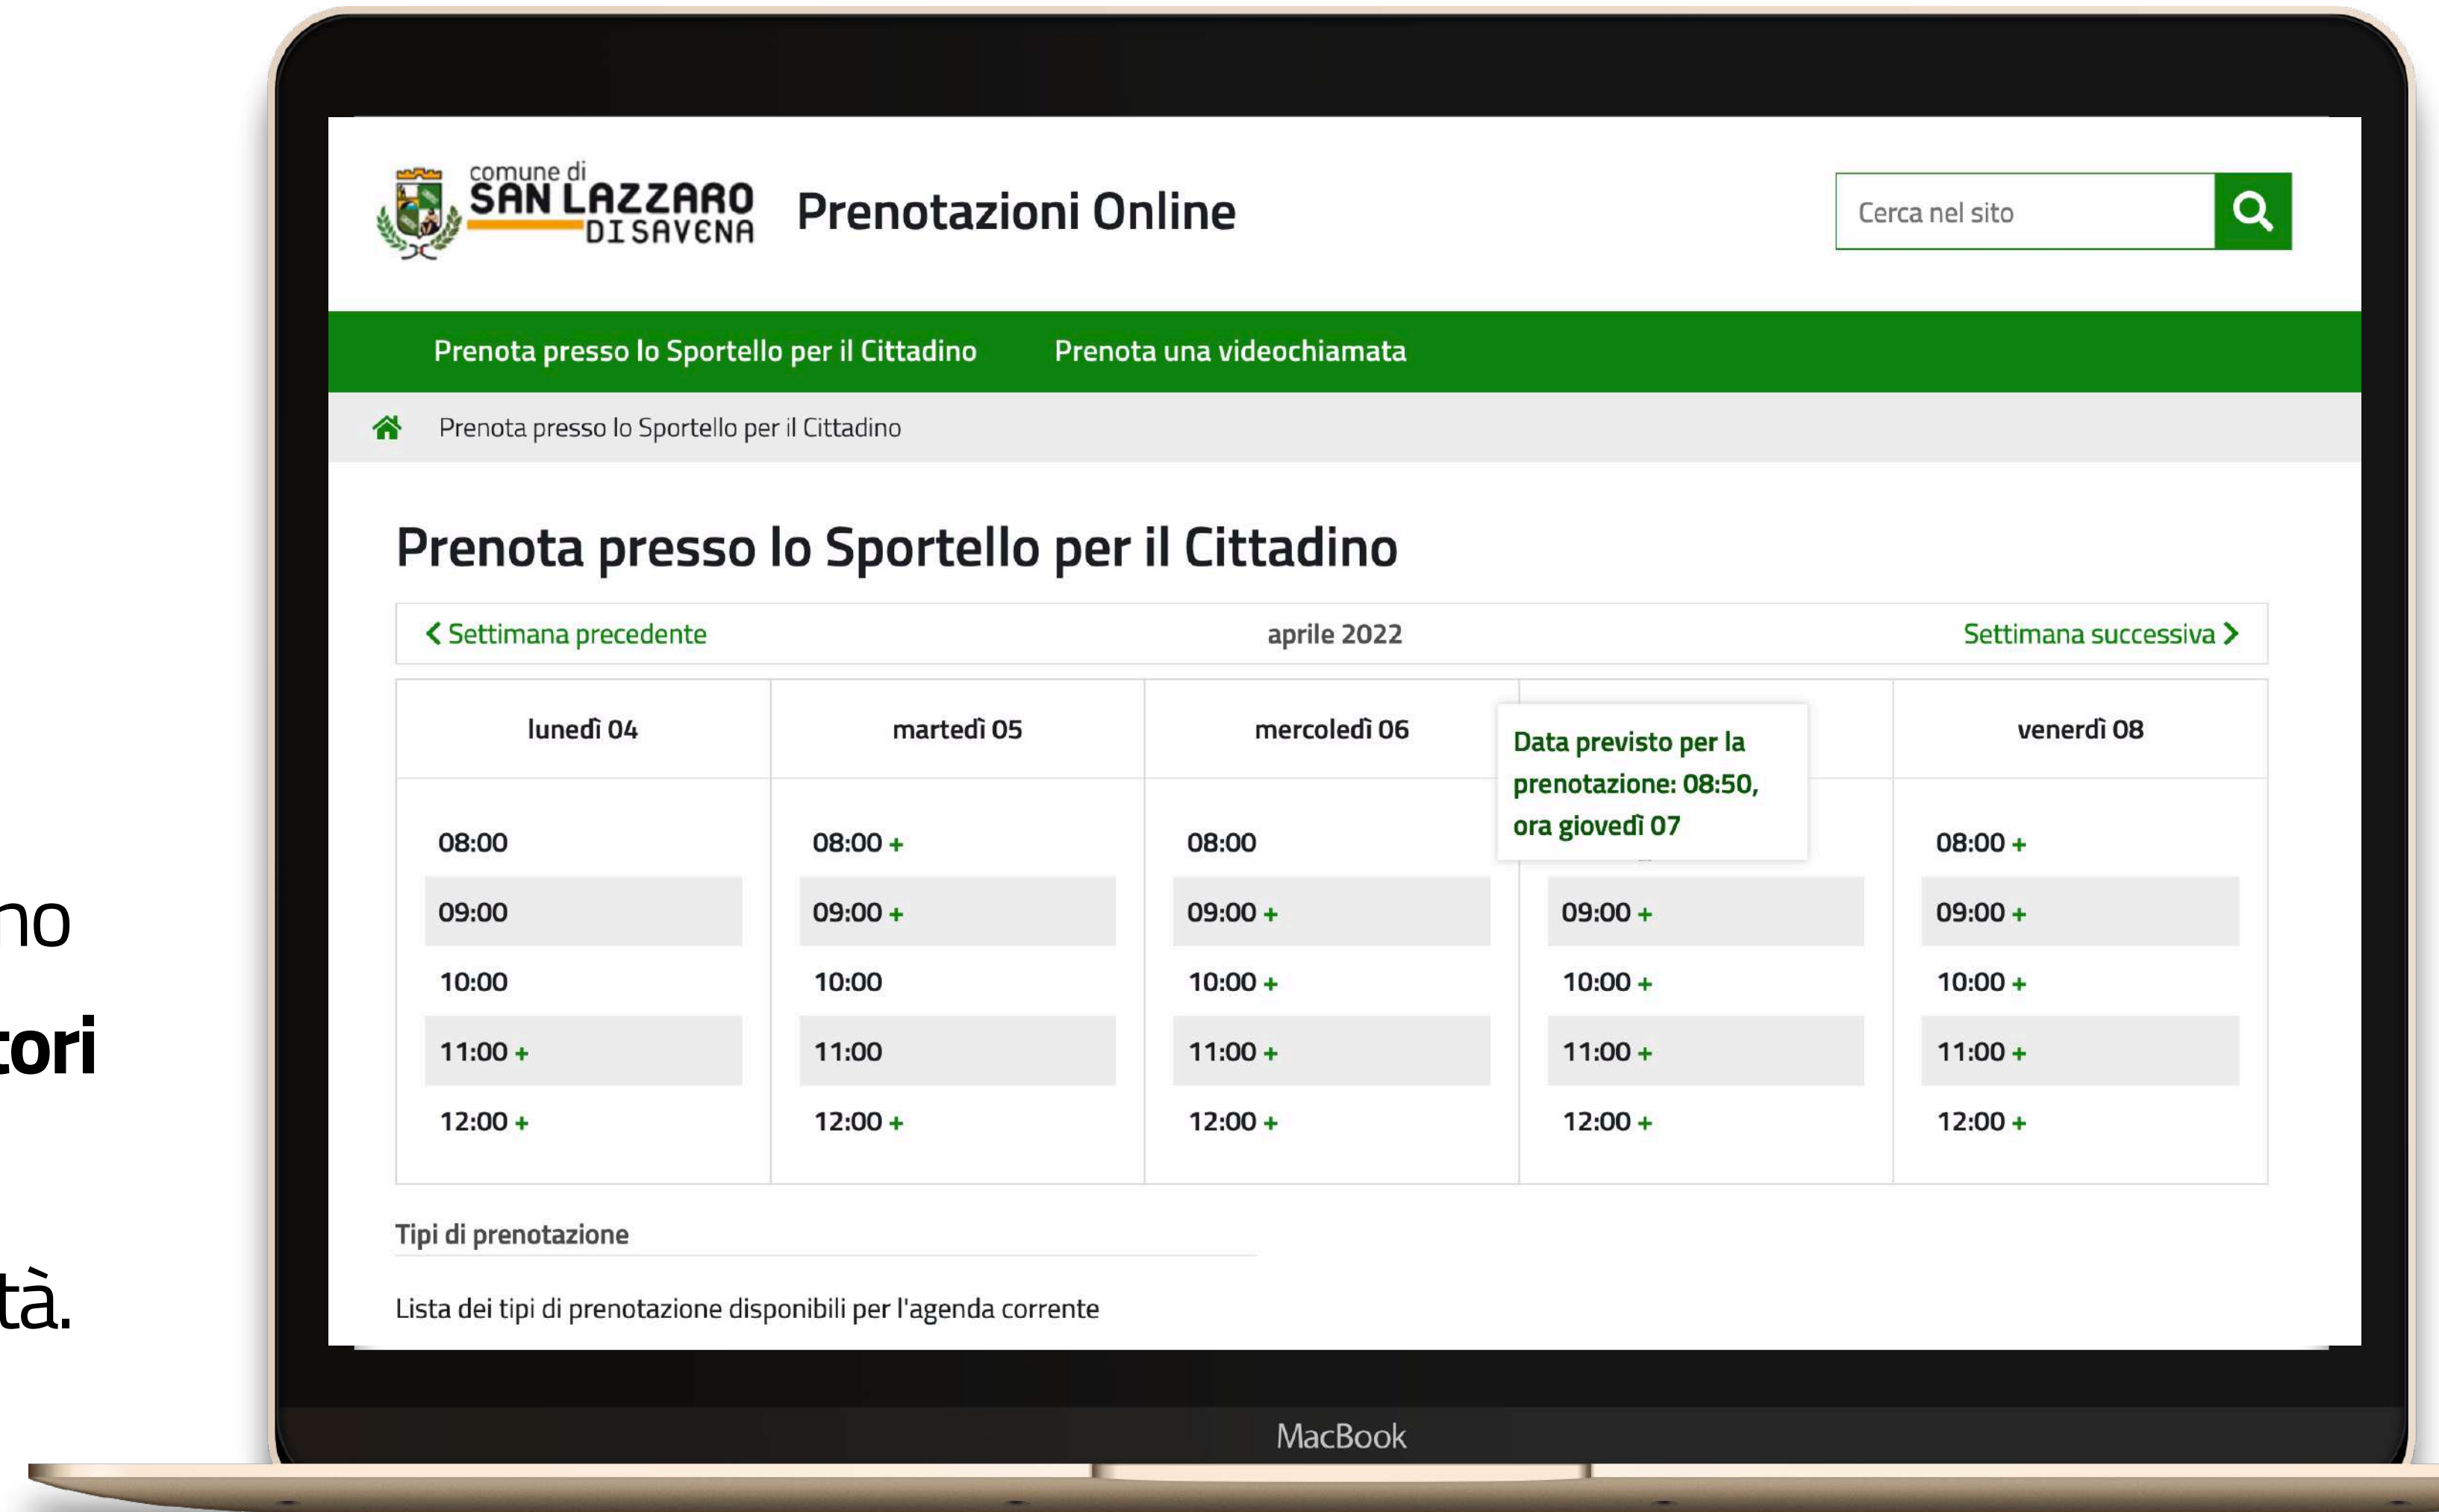 no
tori
tà.
comune di
SAN LAZZARO
DI SAVENA
Prenotazioni Online
Cerca nel sito
Prenota presso lo Sportello per il Cittadino Prenota una videochiamata
Prenota presso lo Sportello per il Cittadino
Prenota presso lo Sportello per il Cittadino
Settimana precedente aprile 2022 Settimana successiva
lunedì 04 martedì 05 mercoledì 06 venerdì 08
Data previsto per la
prenotazione: 08:50,
ora giovedì 07
08:00 08:00 + 08:00 08:00 +
09:00 09:00 + 09:00 + 09:00 + 09:00 +
10:00 10:00 10:00 + 10:00 + 10:00 +
11:00 + 11:00 11:00 + 11:00 + 11:00 +
12:00 + 12:00 + 12:00 + 12:00 + 12:00 +
Tipi di prenotazione
Lista dei tipi di prenotazione disponibili per l'agenda corrente
MacBook